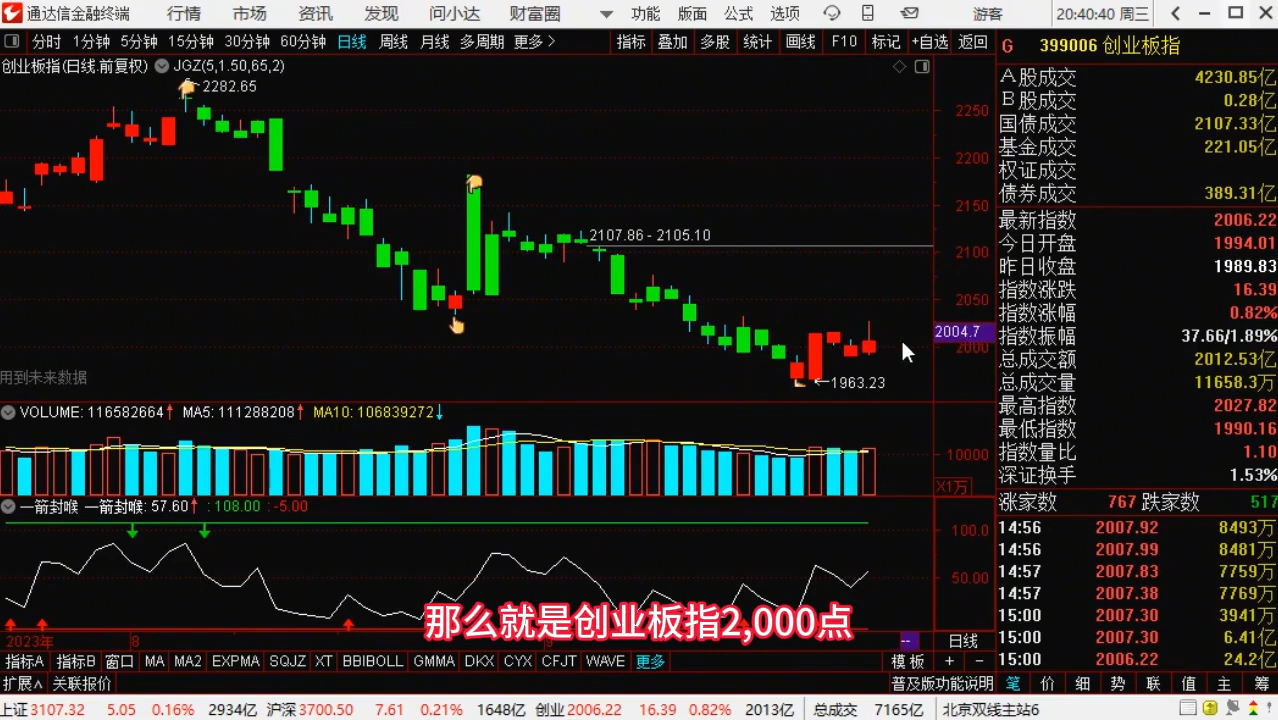 通达信金融终端 行情 市场 资讯 发现 问小达 财富圈 功能 版面 公式 选项 游客 20:40:40 周三
分时 1分钟 5分钟 15分钟 30分钟 60分钟 日线 周线 月线 多周期 更多> 指标 叠加 多股 统计 画线 F10 标记 +自选 返回 G 399006 创业板指
创业板指(日线.前复权) JGZ(5,1.50,65,2)
2282.65
2250
2200
2150
2107.86 - 2105.10
2100
2050
2004.7
2000
1963.23
用到未来数据
VOLUME: 116582664↑ MA5: 111288208↑ MA10: 106839272↓
10000
X1万
一箭封喉 一箭封喉: 57.60↑ : 108.00 : -5.00
100.0
50.00
那么就是创业板指2,000点
2023年 8 9 -- 日线
指标A 指标B 窗口 MA MA2 EXPMA SQJZ XT BBIBOLL GMMA DKX CYX CFJT WAVE 更多 模板 + -
扩展∧ 关联报价 普及版功能说明
A股成交 4230.85亿
B股成交 0.28亿
国债成交 2107.33亿
基金成交 221.05亿
权证成交
债券成交 389.31亿
最新指数 2006.22
今日开盘 1994.01
昨日收盘 1989.83
指数涨跌 16.39
指数涨幅 0.82%
指数振幅 37.66/1.89%
总成交额 2012.53亿
总成交量 11658.3万
最高指数 2027.82
最低指数 1990.16
指数量比 1.10
深证换手 1.53%
涨家数 767 跌家数 517
14:56 2007.92 8493万
14:56 2007.99 8481万
14:57 2007.83 7759万
14:57 2007.38 7769万
15:00 2007.30 3941万
15:00 2007.30 6.41亿
15:00 2006.22 24.2亿
笔 价 细 势 联 值 主 筹
上证3107.32 5.05 0.16% 2934亿 沪深3700.50 7.61 0.21% 1648亿 创业2006.22 16.39 0.82% 2013亿 总成交 7165亿 北京双线主站6